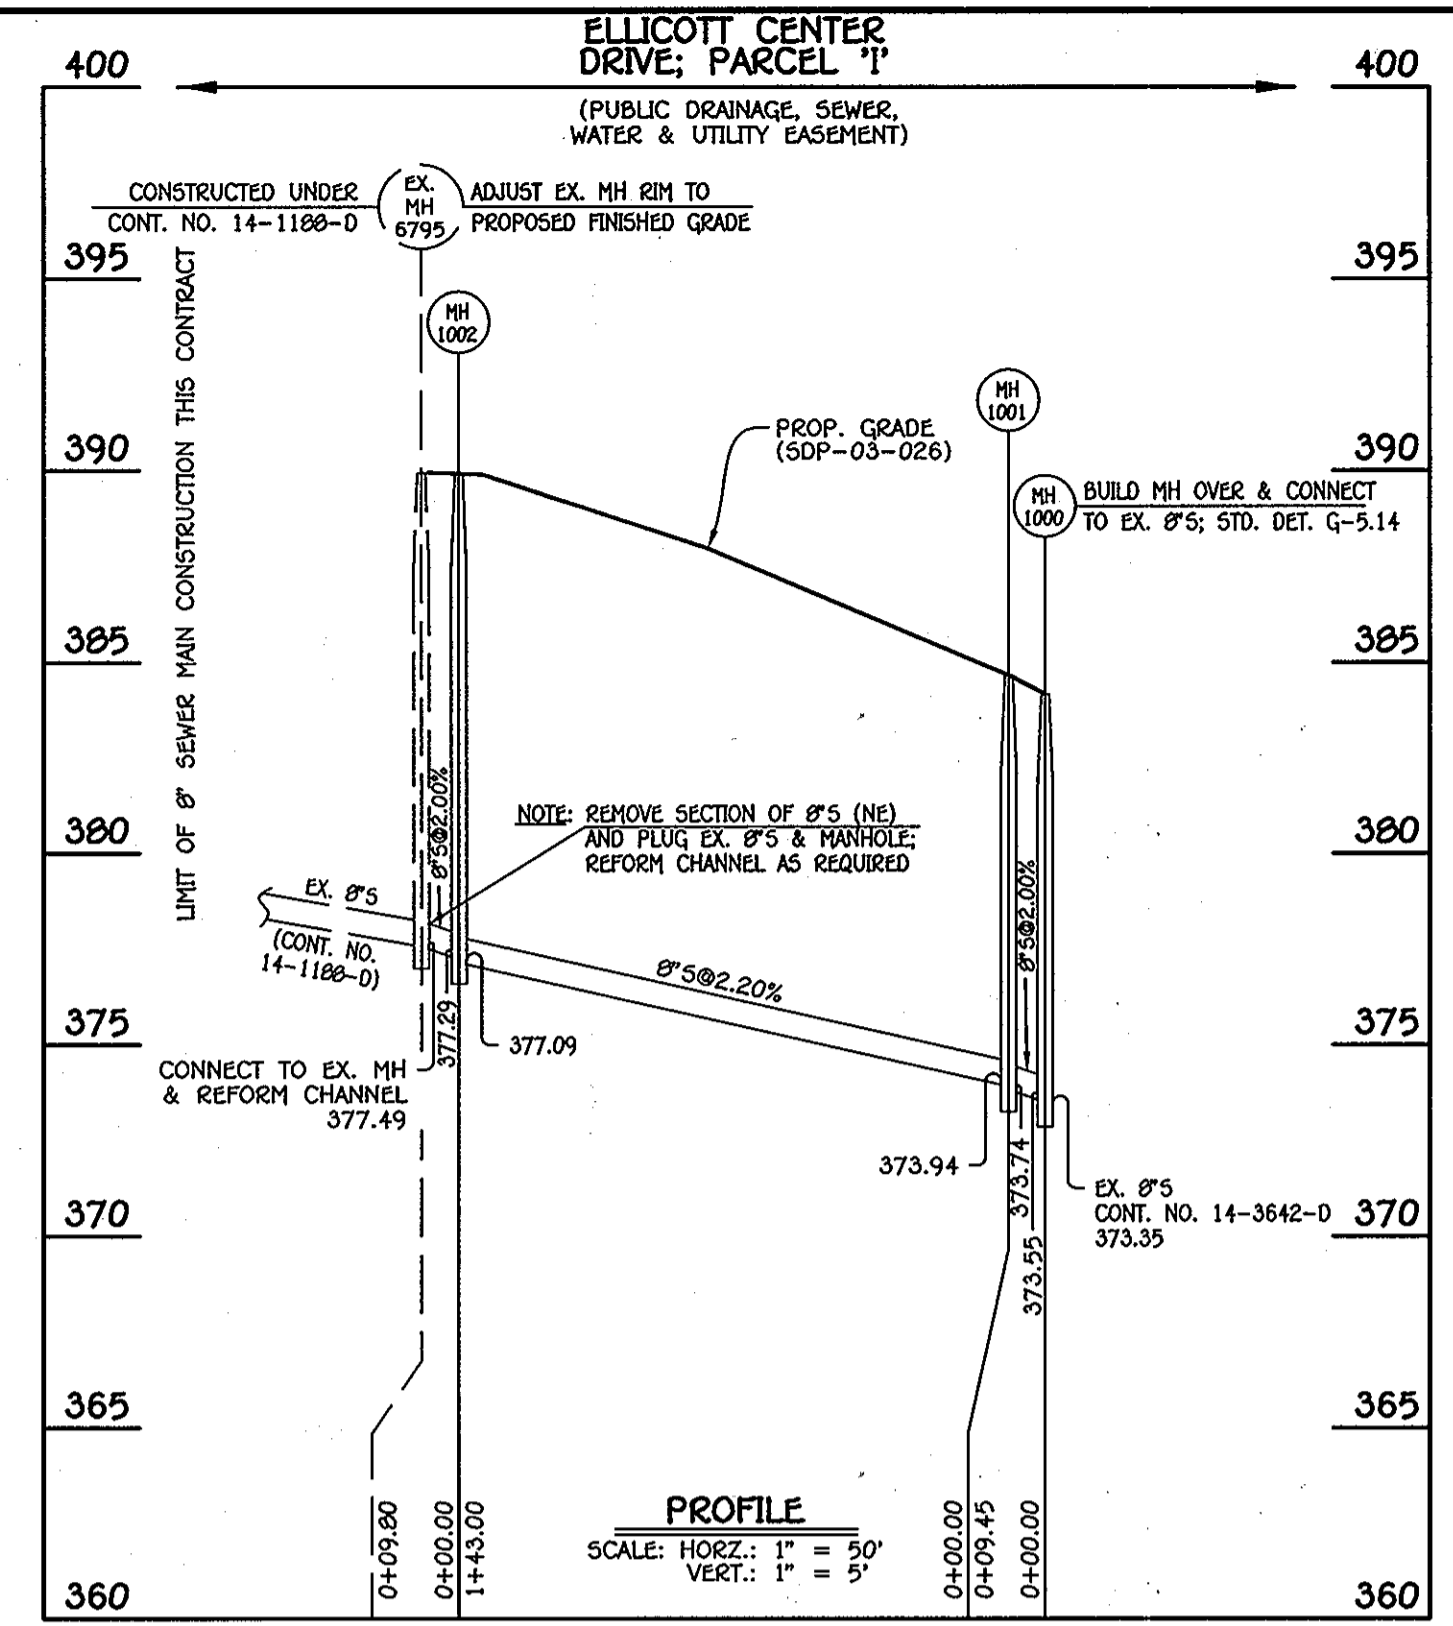 ELLICOTT CENTER
DRIVE; PARCEL 'I'
(PUBLIC DRAINAGE, SEWER,
WATER & UTILITY EASEMENT)
400
400
CONSTRUCTED UNDER
CONT. NO. 14-1188-D
EX.
MH
6795
ADJUST EX. MH RIM TO
PROPOSED FINISHED GRADE
395
395
LIMIT OF 8" SEWER MAIN CONSTRUCTION THIS CONTRACT
MH
1002
MH
1001
PROP. GRADE
(SDP-03-026)
390
390
MH
1000
BUILD MH OVER & CONNECT
TO EX. 8"S; STD. DET. G-5.14
385
385
8"S@2.00%
NOTE: REMOVE SECTION OF 8"S (NE)
AND PLUG EX. 8"S & MANHOLE;
REFORM CHANNEL AS REQUIRED
380
380
8"S@2.00%
EX. 8"S
(CONT. NO.
14-1188-D)
8"S@2.20%
375
375
377.29
377.09
CONNECT TO EX. MH
& REFORM CHANNEL
377.49
373.94
373.74
373.55
EX. 8"S
CONT. NO. 14-3642-D
373.35
370
370
365
365
0+09.80
0+00.00
1+43.00
PROFILE
SCALE: HORZ.: 1" = 50'
VERT.: 1" = 5'
0+00.00
0+09.45
0+00.00
360
360